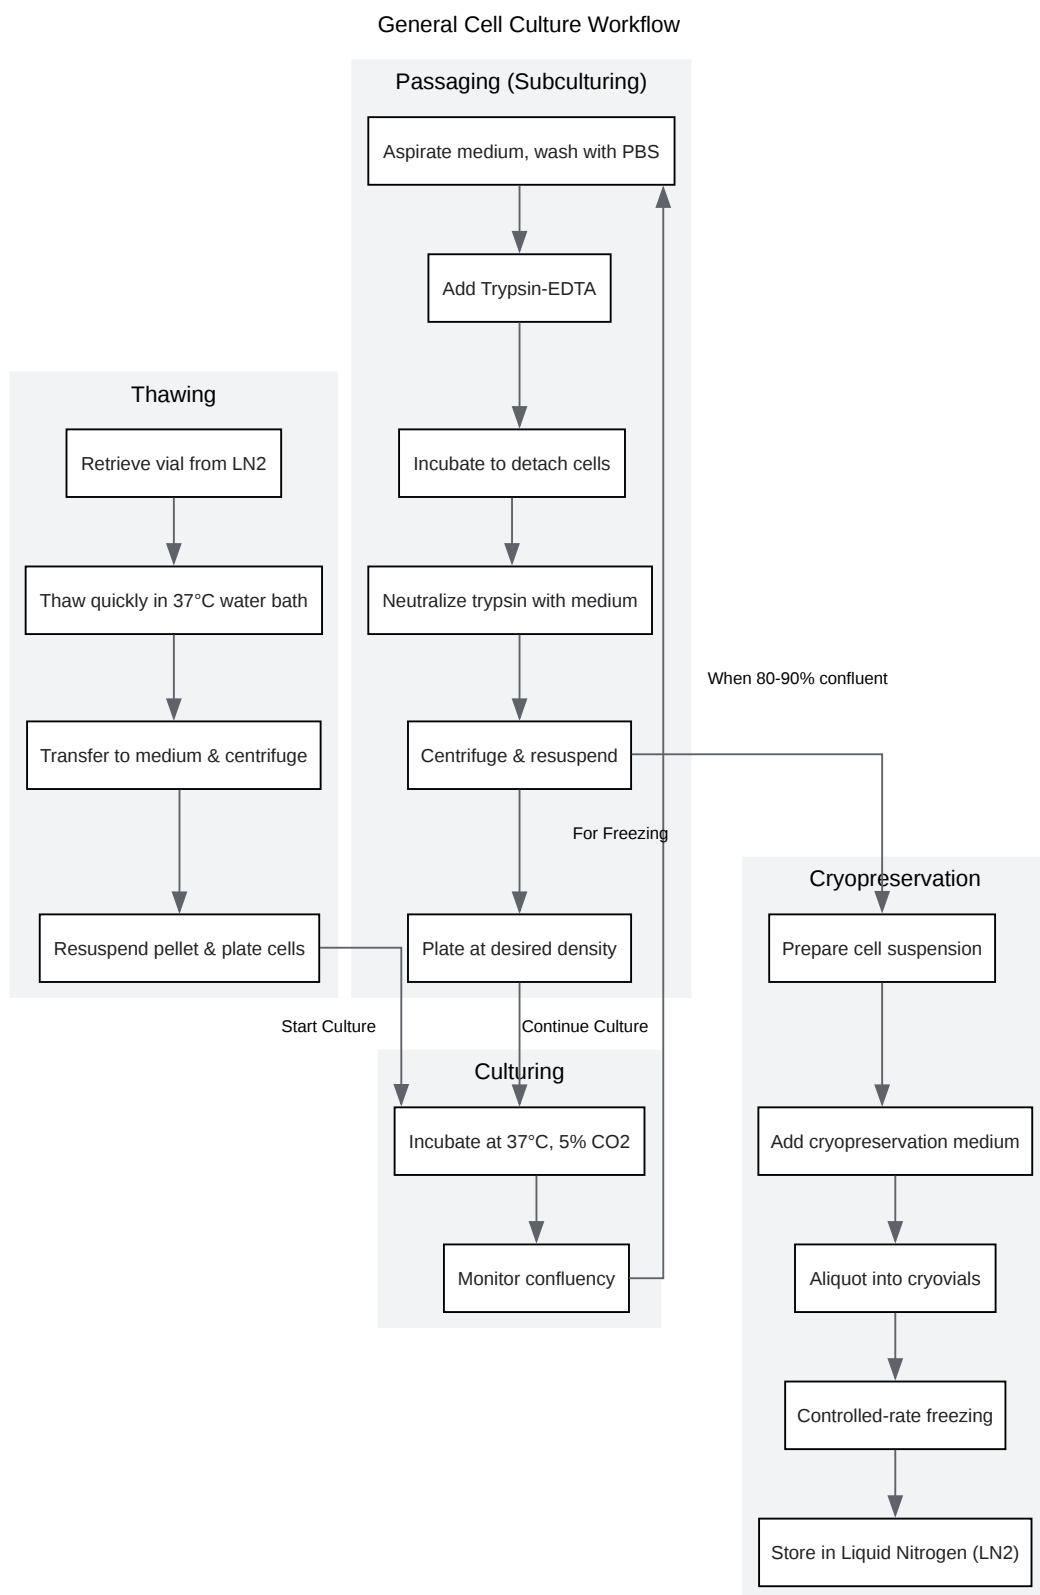 General Cell Culture Workflow
Passaging (Subculturing)
Aspirate medium, wash with PBS
Add Trypsin-EDTA
Incubate to detach cells
Neutralize trypsin with medium
Centrifuge & resuspend
Plate at desired density
Thawing
Retrieve vial from LN2
Thaw quickly in 37°C water bath
Transfer to medium & centrifuge
Resuspend pellet & plate cells
Start Culture
Continue Culture
For Freezing
When 80-90% confluent
Culturing
Incubate at 37°C, 5% CO2
Monitor confluency
Cryopreservation
Prepare cell suspension
Add cryopreservation medium
Aliquot into cryovials
Controlled-rate freezing
Store in Liquid Nitrogen (LN2)